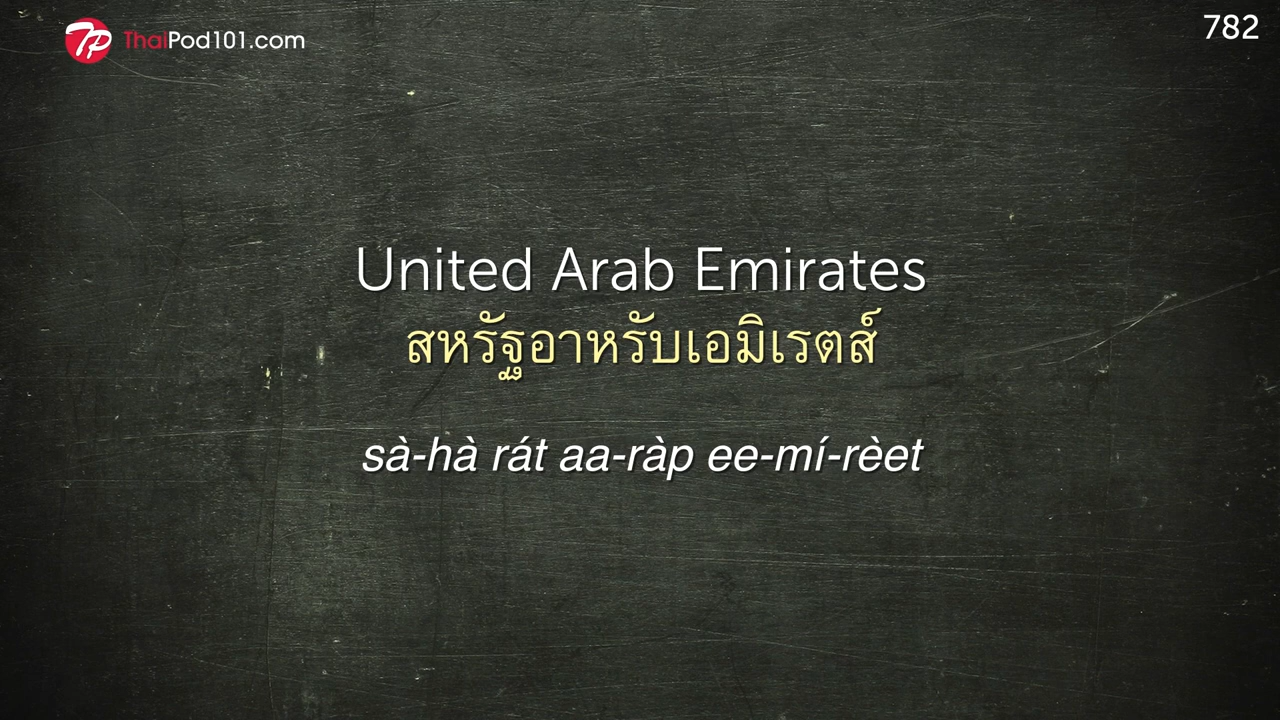 ThaiPod101.com
782
United Arab Emirates
สหรัฐอาหรับเอมิเรตส์
sà-hà rát aa-ràp ee-mí-rèet